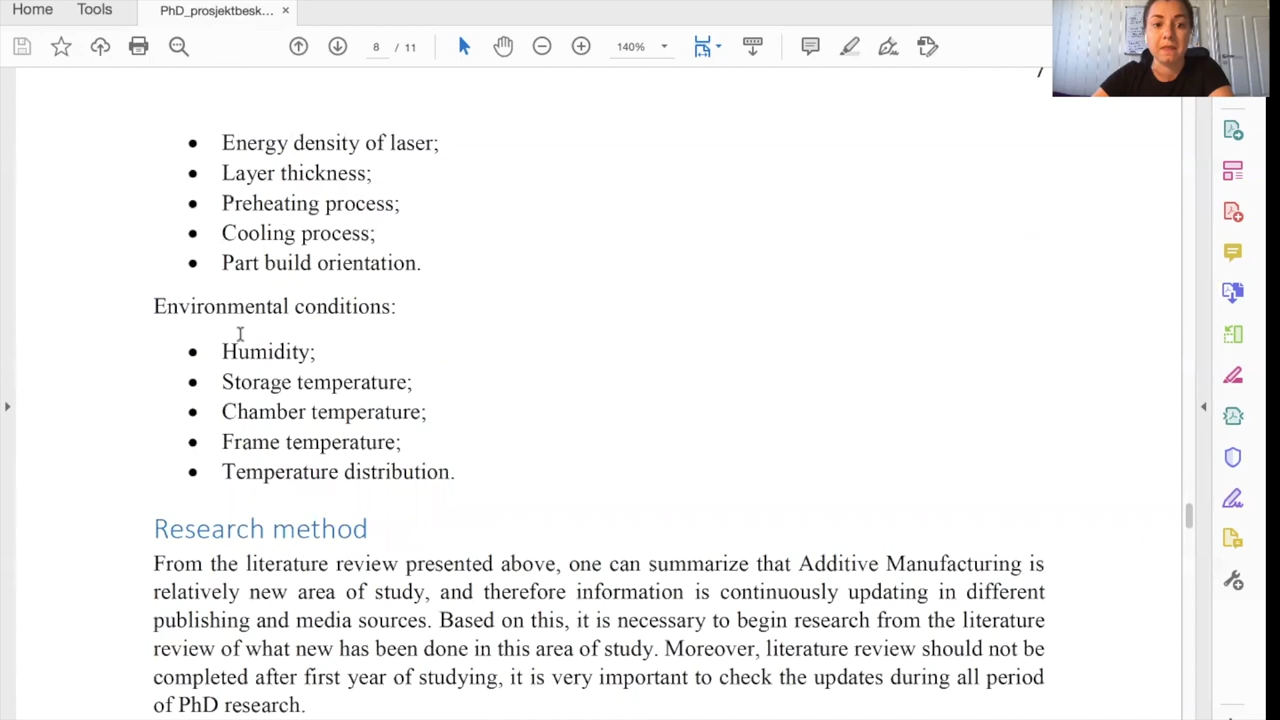 Home
Tools
PhD_prosjektbesk... ×
8 / 11
140%
Energy density of laser;
Layer thickness;
Preheating process;
Cooling process;
Part build orientation.
Environmental conditions:
Humidity;
Storage temperature;
Chamber temperature;
Frame temperature;
Temperature distribution.
Research method
From the literature review presented above, one can summarize that Additive Manufacturing is
relatively new area of study, and therefore information is continuously updating in different
publishing and media sources. Based on this, it is necessary to begin research from the literature
review of what new has been done in this area of study. Moreover, literature review should not be
completed after first year of studying, it is very important to check the updates during all period
of PhD research.